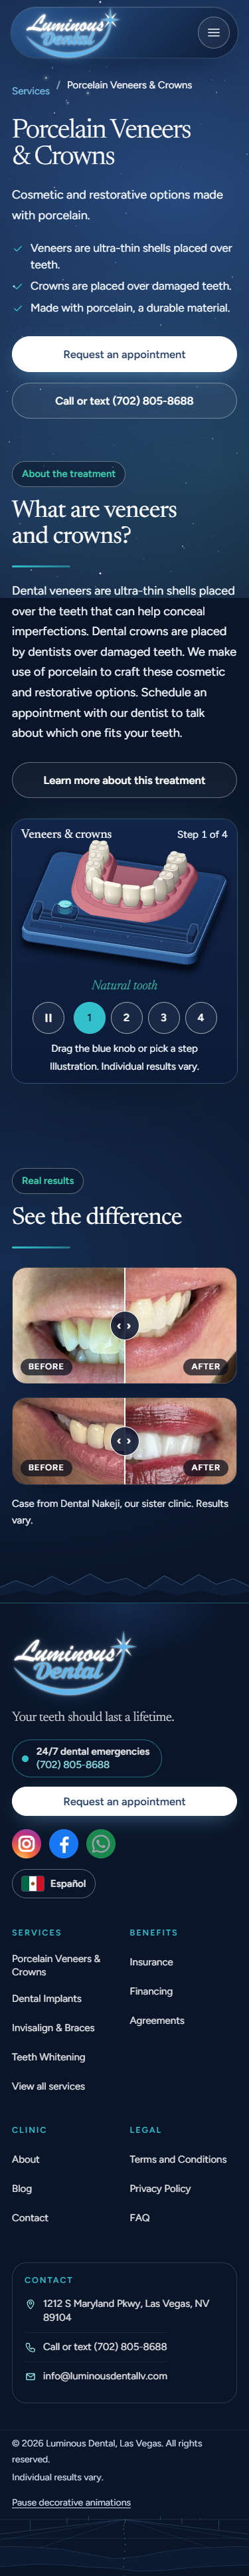 Luminous
Dental
Services / Porcelain Veneers & Crowns
Porcelain Veneers
& Crowns
Cosmetic and restorative options made
with porcelain.
Veneers are ultra-thin shells placed over
teeth.
Crowns are placed over damaged teeth.
Made with porcelain, a durable material.
Request an appointment
Call or text (702) 805-8688
About the treatment
What are veneers
and crowns?
Dental veneers are ultra-thin shells placed
over the teeth that can help conceal
imperfections. Dental crowns are placed
by dentists over damaged teeth. We make
use of porcelain to craft these cosmetic
and restorative options. Schedule an
appointment with our dentist to talk
about which one fits your teeth.
Learn more about this treatment
Veneers & crowns
Step 1 of 4
Natural tooth
1 2 3 4
Drag the blue knob or pick a step
Illustration. Individual results vary.
Real results
See the difference
BEFORE
AFTER
BEFORE
AFTER
Case from Dental Nakeji, our sister clinic. Results
vary.
Luminous
Dental
Your teeth should last a lifetime.
24/7 dental emergencies
(702) 805-8688
Request an appointment
Español
SERVICES
Porcelain Veneers &
Crowns
Dental Implants
Invisalign & Braces
Teeth Whitening
View all services
BENEFITS
Insurance
Financing
Agreements
CLINIC
About
Blog
Contact
LEGAL
Terms and Conditions
Privacy Policy
FAQ
CONTACT
1212 S Maryland Pkwy, Las Vegas, NV
89104
Call or text (702) 805-8688
info@luminousdentallv.com
© 2026 Luminous Dental, Las Vegas. All rights
reserved.
Individual results vary.
Pause decorative animations